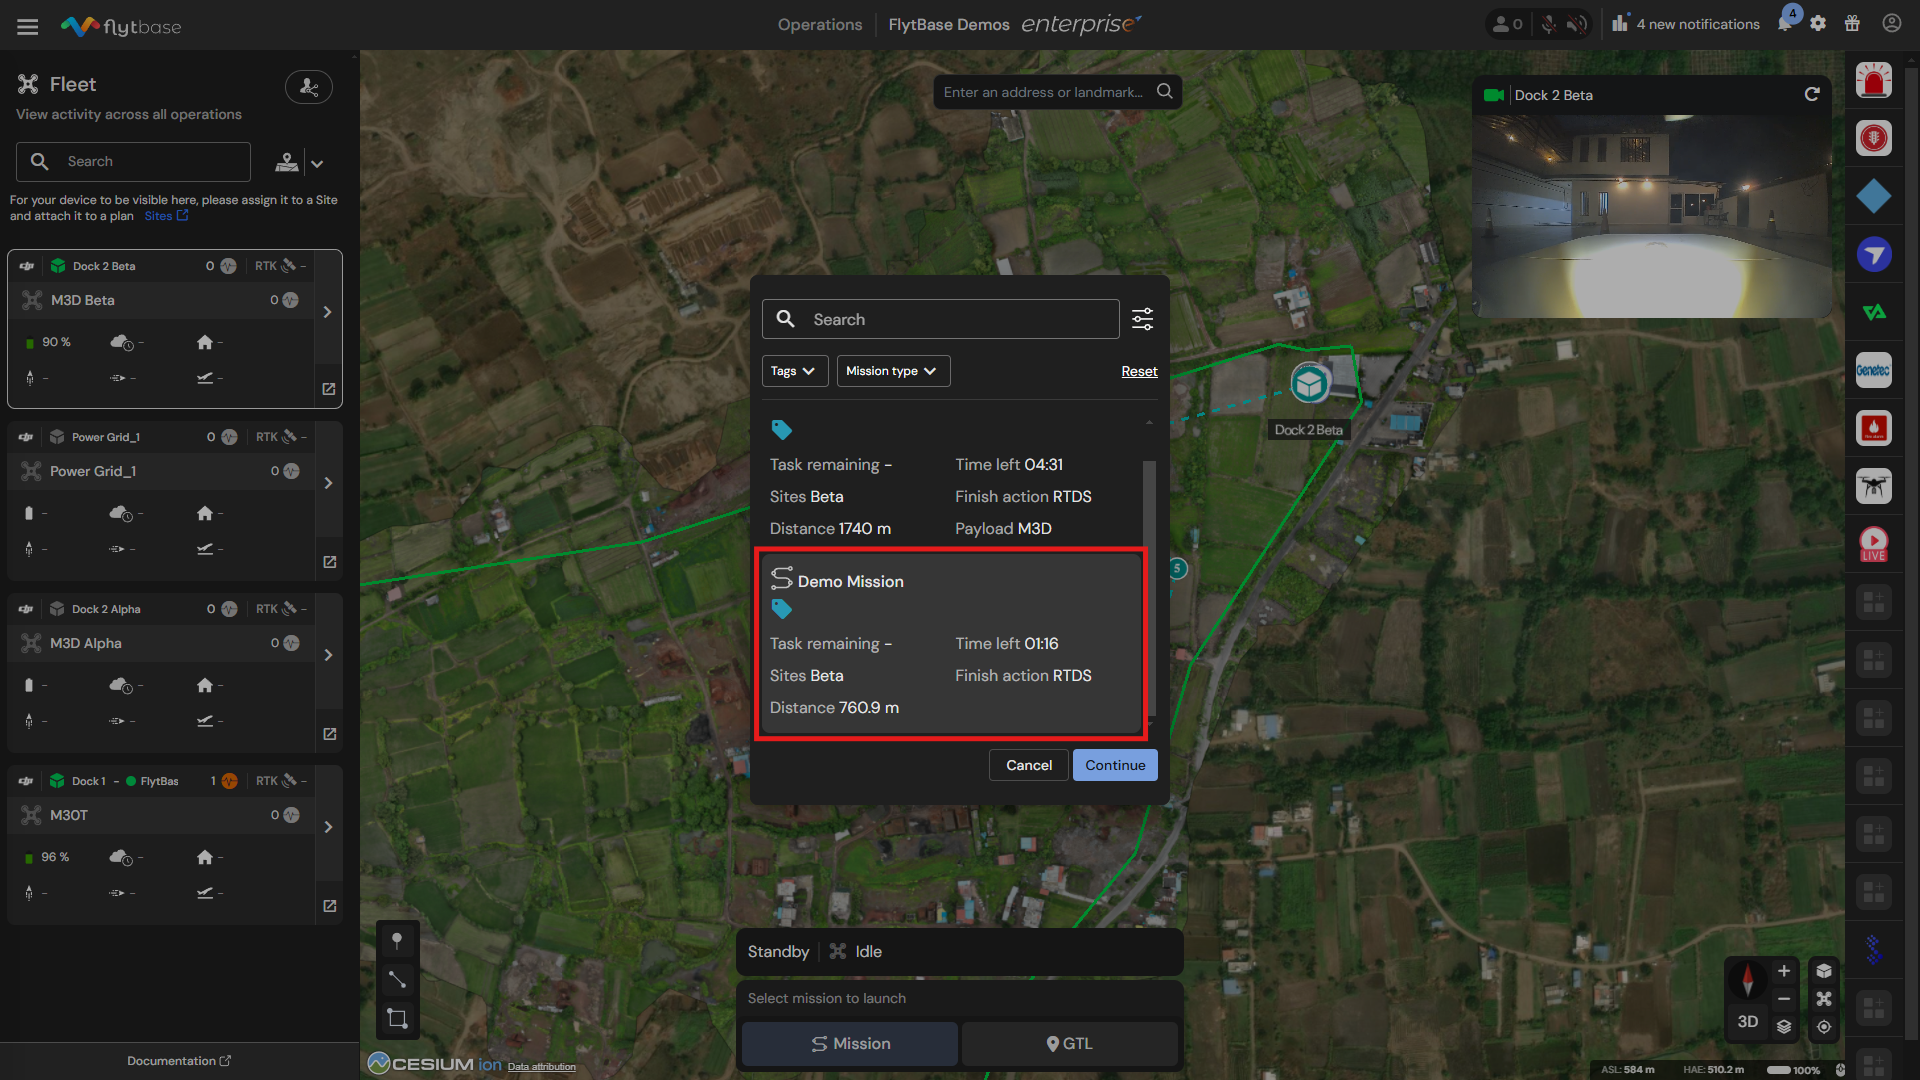 flytbase
Operations
FlytBase Demos enterprise
0
4 new notifications
4
Fleet
View activity across all operations
Search
For your device to be visible here, please assign it to a Site
and attach it to a plan Sites
Dock 2 Beta 0 RTK -
M3D Beta 0
90 % - -
- - -
Power Grid_1 0 RTK -
Power Grid_1 0
- - -
- - -
Dock 2 Alpha 0 RTK -
M3D Alpha 0
- - -
- - -
Dock 1 - FlytBas 1 RTK -
M30T 0
96 % - -
- - -
Documentation
Enter an address or landmark...
Dock 2 Beta
Search
Tags
Mission type
Reset
Task remaining - Time left 04:31
Sites Beta Finish action RTDS
Distance 1740 m Payload M3D
Demo Mission
Task remaining - Time left 01:16
Sites Beta Finish action RTDS
Distance 760.9 m
Cancel
Continue
Dock 2 Beta
5
Standby Idle
Select mission to launch
Mission
GTL
CESIUM ion Data attribution
Genetec
LIVE
3D
ASL: 584 m HAE: 510.2 m 100%